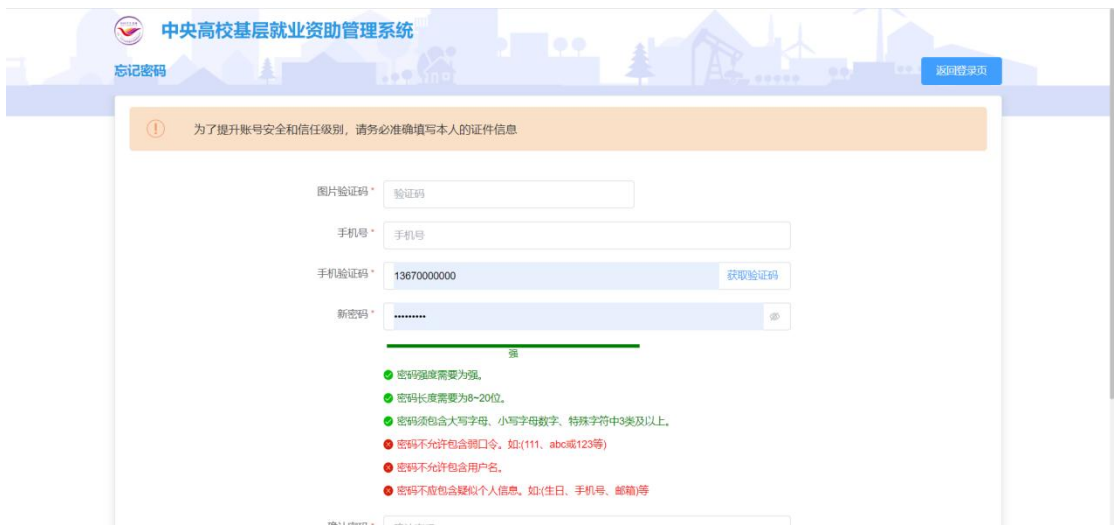 中央高校基层就业资助管理系统
忘记密码
返回登录页
为了提升账号安全和信任级别，请务必准确填写本人的证件信息
图片验证码 * 验证码
手机号 * 手机号
手机验证码 * 13670000000 获取验证码
新密码 * •••••••••
强
密码强度需要为强。
密码长度需要为8~20位。
密码须包含大写字母、小写字母数字、特殊字符中3类及以上。
密码不允许包含弱口令。如:(111、abc或123等)
密码不允许包含用户名。
密码不应包含疑似个人信息。如:(生日、手机号、邮箱)等